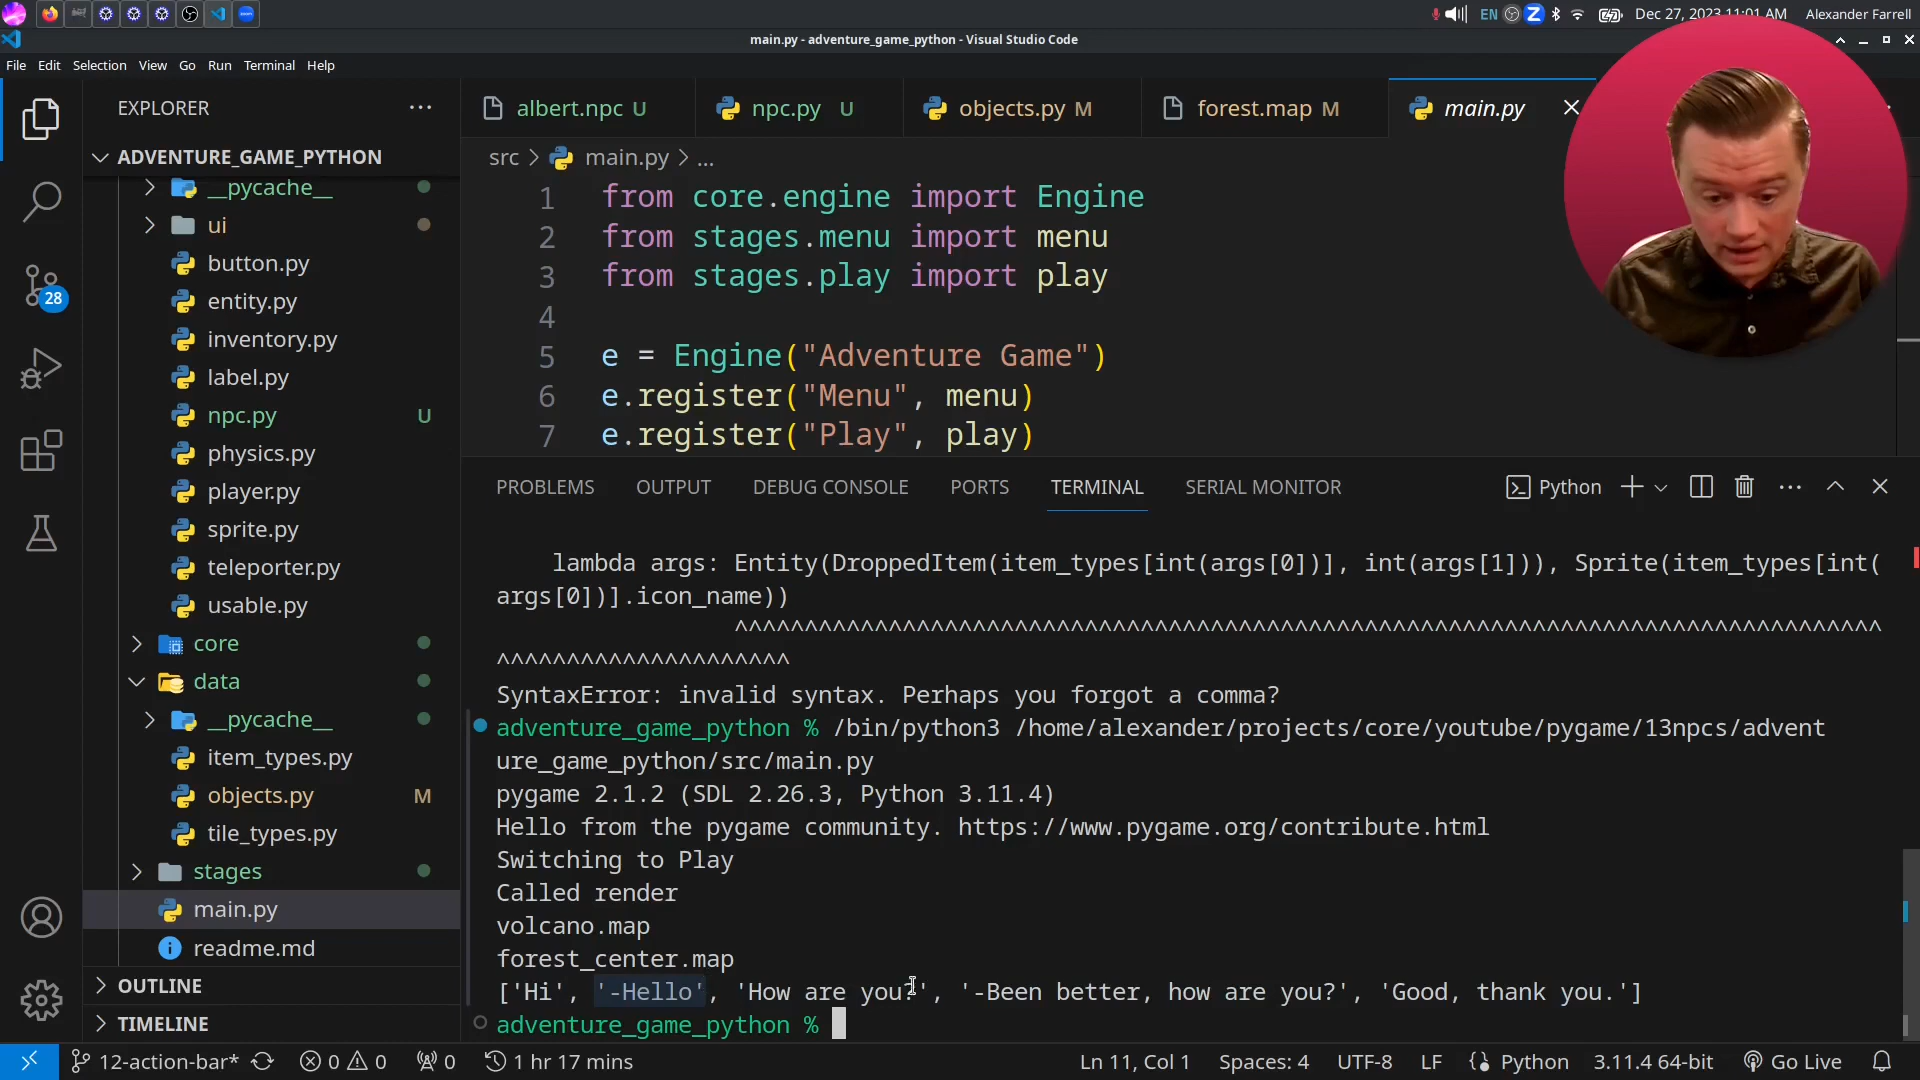 EN
Z
Dec 27, 2023 11:01 AM
Alexander Farrell
main.py - adventure_game_python - Visual Studio Code
File Edit Selection View Go Run Terminal Help
EXPLORER
albert.npc U
npc.py U
objects.py M
forest.map M
main.py
ADVENTURE_GAME_PYTHON
src > main.py > ...
__pycache__
ui
button.py
entity.py
inventory.py
label.py
npc.py U
physics.py
player.py
sprite.py
teleporter.py
usable.py
core
data
__pycache__
item_types.py
objects.py M
tile_types.py
stages
main.py
readme.md
OUTLINE
TIMELINE
28
1 from core.engine import Engine
2 from stages.menu import menu
3 from stages.play import play
4
5 e = Engine("Adventure Game")
6 e.register("Menu", menu)
7 e.register("Play", play)
PROBLEMS OUTPUT DEBUG CONSOLE PORTS TERMINAL SERIAL MONITOR
Python
lambda args: Entity(DroppedItem(item_types[int(args[0])], int(args[1])), Sprite(item_types[int(
args[0])].icon_name))
^^^^^^^^^^^^^^^^^^^^^^^^^^^^^^^^^^^^^^^^^^^^^^^^^^^^^^^^^^^^^^^^^^^^^^^^^^^^^^^^^^
^^^^^^^^^^^^^^^^^^^^^
SyntaxError: invalid syntax. Perhaps you forgot a comma?
adventure_game_python % /bin/python3 /home/alexander/projects/core/youtube/pygame/13npcs/advent
ure_game_python/src/main.py
pygame 2.1.2 (SDL 2.26.3, Python 3.11.4)
Hello from the pygame community. https://www.pygame.org/contribute.html
Switching to Play
Called render
volcano.map
forest_center.map
['Hi', '-Hello', 'How are you?', '-Been better, how are you?', 'Good, thank you.']
adventure_game_python %
12-action-bar* 0 0 0 1 hr 17 mins Ln 11, Col 1 Spaces: 4 UTF-8 LF Python 3.11.4 64-bit Go Live